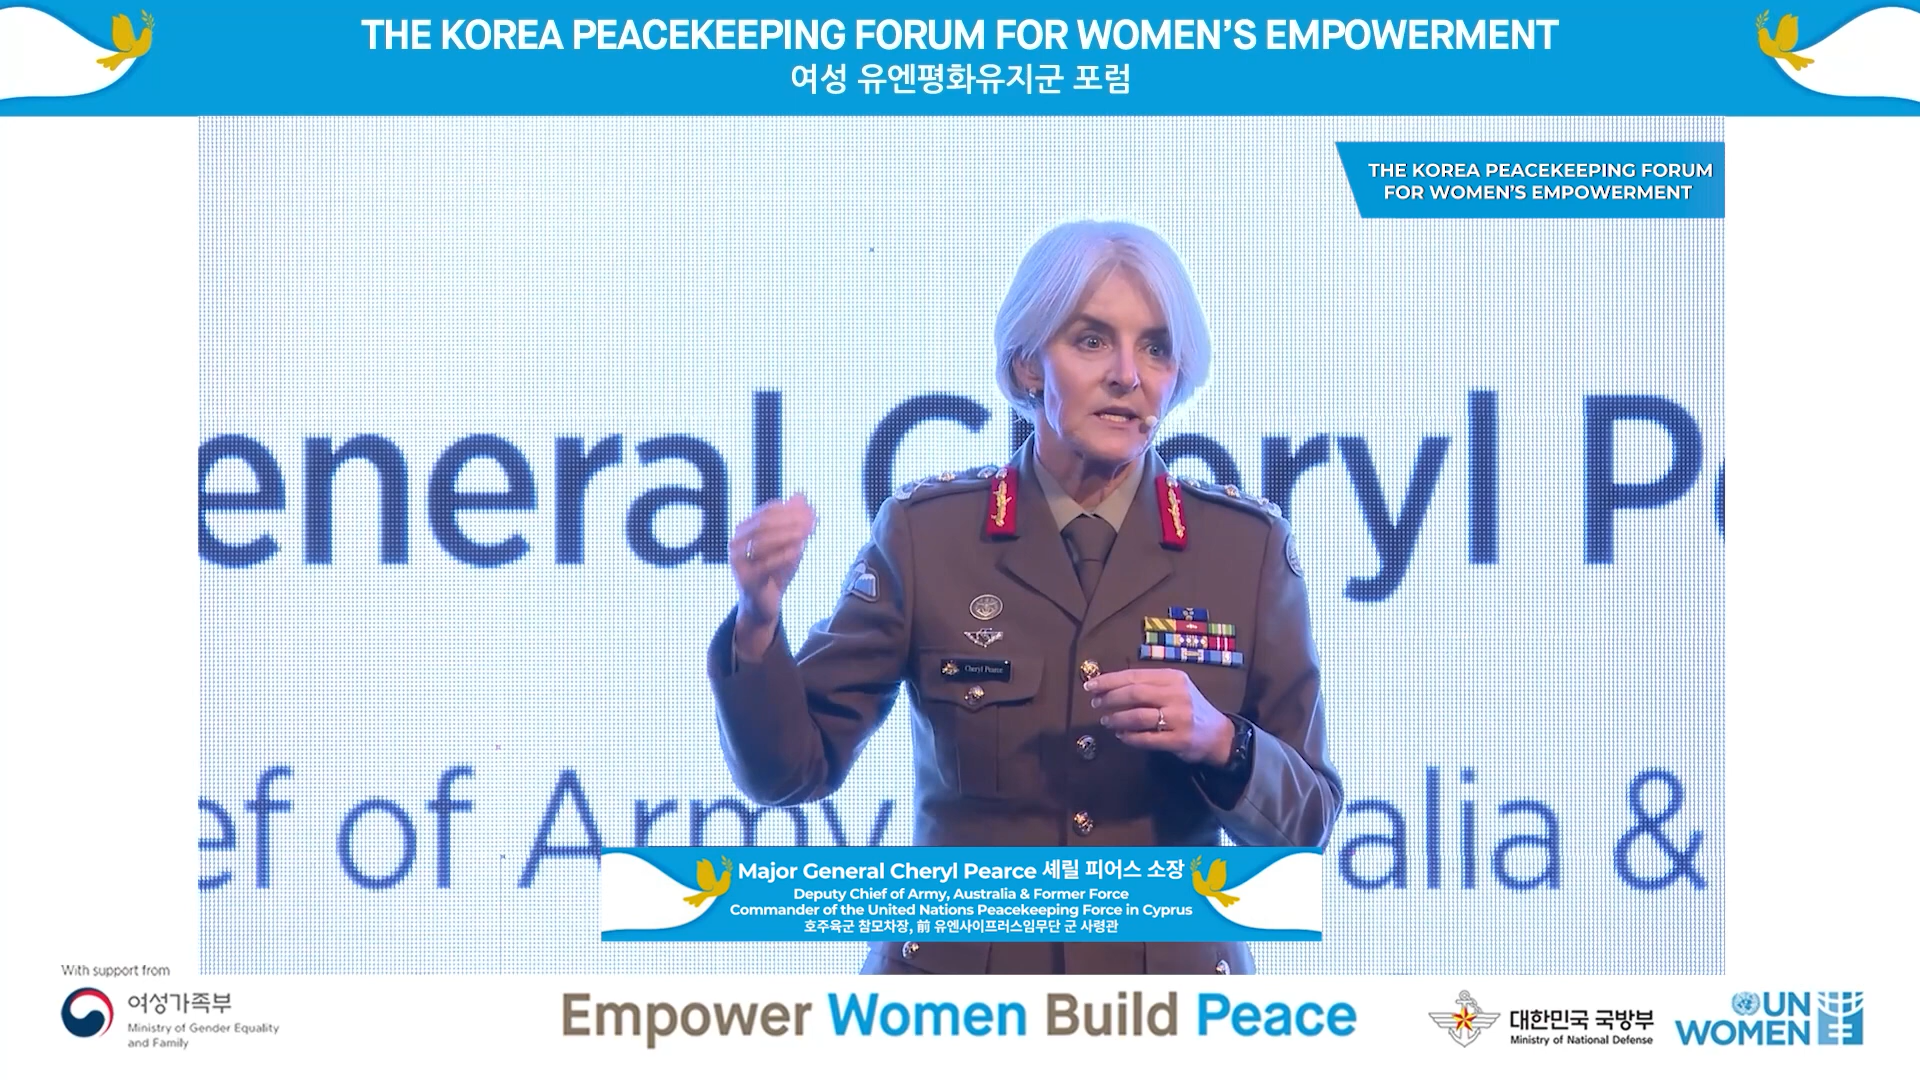 THE KOREA PEACEKEEPING FORUM FOR WOMEN'S EMPOWERMENT
여성 유엔평화유지군 포럼
THE KOREA PEACEKEEPING FORUM
FOR WOMEN'S EMPOWERMENT
eneral Cheryl Pe
Cheryl Pearce
ef of Army alia &
Major General Cheryl Pearce 셰릴 피어스 소장
Deputy Chief of Army, Australia & Former Force
Commander of the United Nations Peacekeeping Force in Cyprus
호주육군 참모차장, 前 유엔사이프러스임무단 군 사령관
With support from
여성가족부
Ministry of Gender Equality
and Family
Empower Women Build Peace
대한민국 국방부
Ministry of National Defense
UN
WOMEN